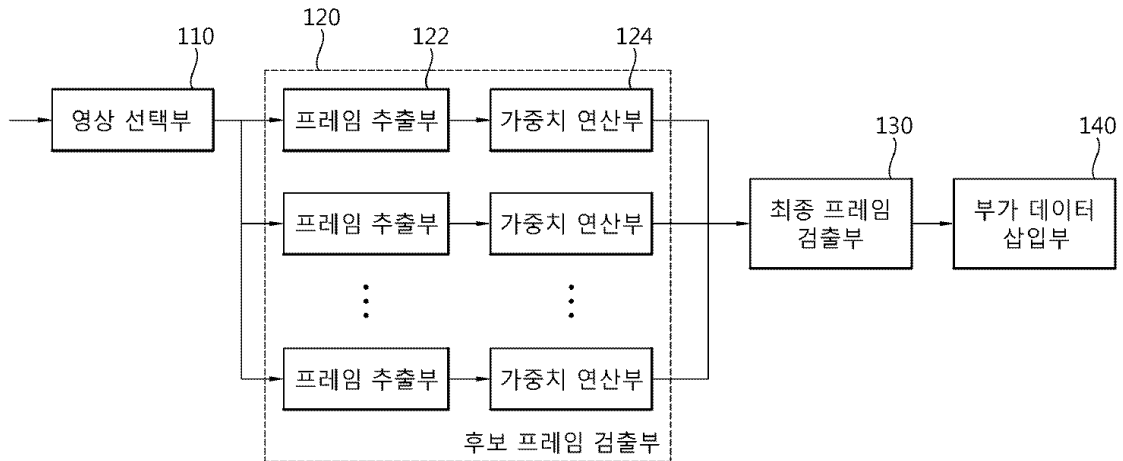 120
110
122
124
영상 선택부
프레임 추출부
가중치 연산부
130
140
프레임 추출부
가중치 연산부
최종 프레임
검출부
부가 데이터
삽입부
프레임 추출부
가중치 연산부
후보 프레임 검출부